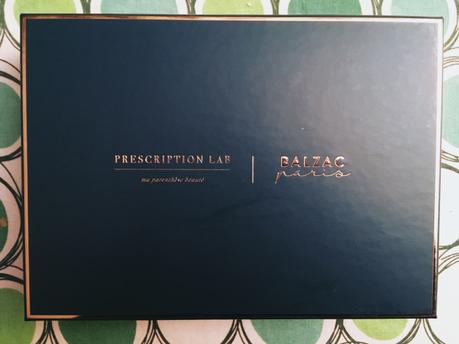 PRESCRIPTION LAB
ma parenthèse beauté
BALZAC
paris